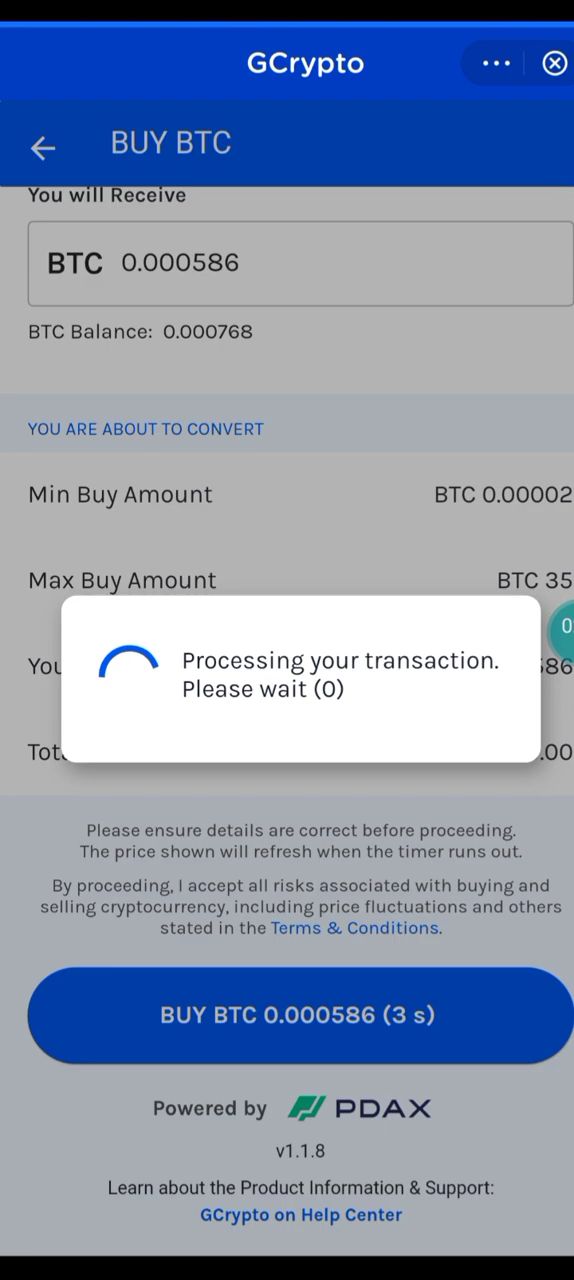 GCrypto
BUY BTC
You will Receive
BTC 0.000586
BTC Balance: 0.000768
YOU ARE ABOUT TO CONVERT
Min Buy Amount BTC 0.00002
Max Buy Amount BTC 35
Processing your transaction.
Please wait (0)
Please ensure details are correct before proceeding.
The price shown will refresh when the timer runs out.
By proceeding, I accept all risks associated with buying and
selling cryptocurrency, including price fluctuations and others
stated in the Terms & Conditions.
BUY BTC 0.000586 (3 s)
Powered by PDAX
v1.1.8
Learn about the Product Information & Support:
GCrypto on Help Center